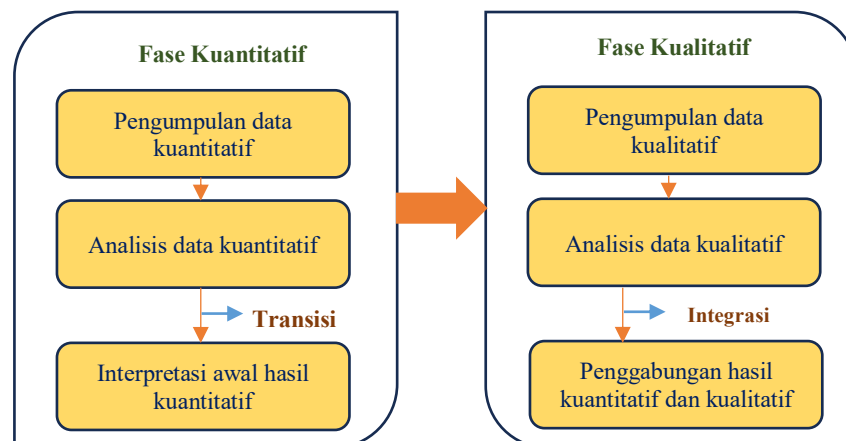 Fase Kuantitatif
Pengumpulan data
kuantitatif
Analisis data kuantitatif
Transisi
Interpretasi awal hasil
kuantitatif
Fase Kualitatif
Pengumpulan data
kualitatif
Analisis data kualitatif
Integrasi
Penggabungan hasil
kuantitatif dan kualitatif